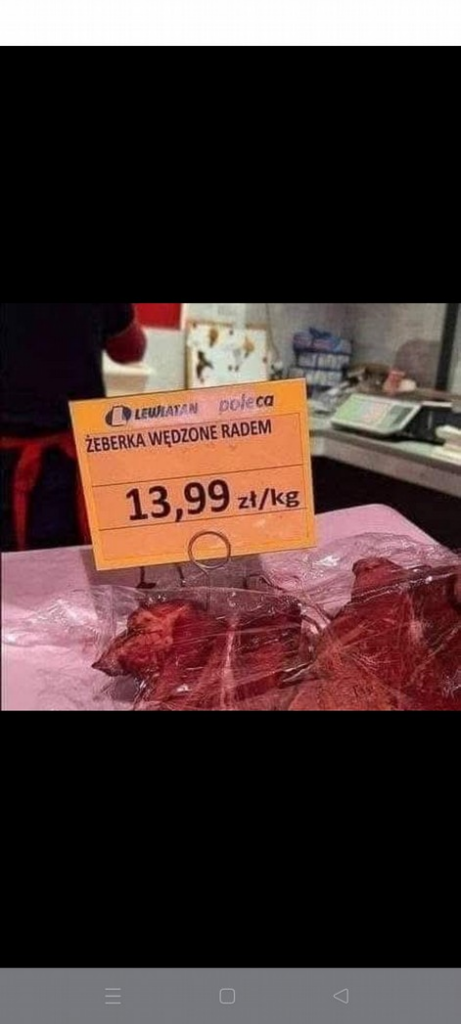 LEWIATAN poleca
ŻEBERKA WĘDZONE RADEM
13,99 zł/kg